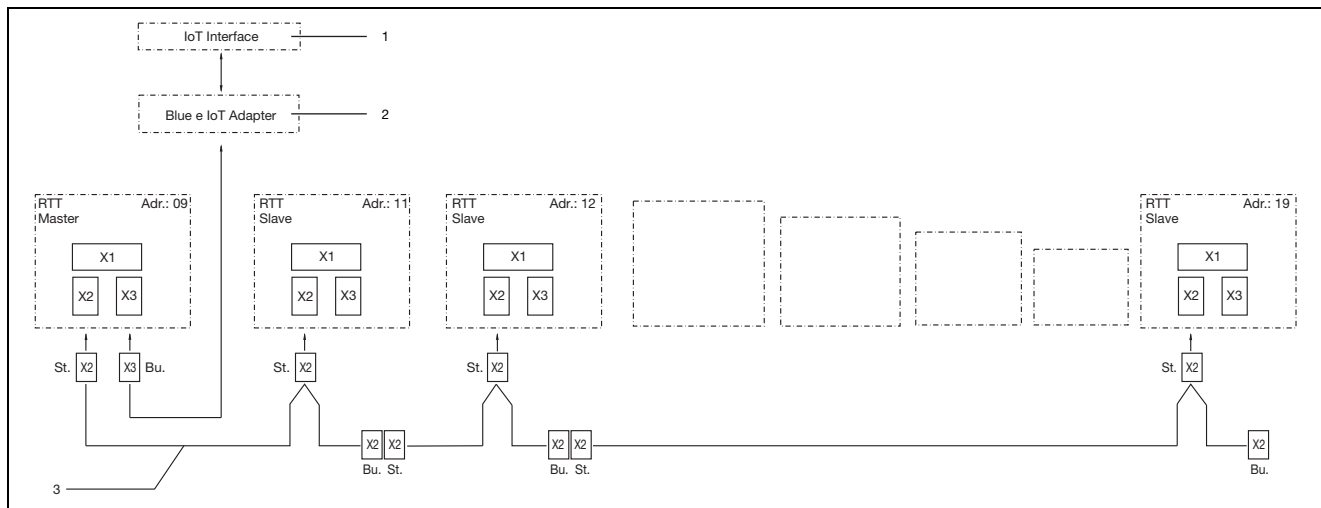 IoT Interface
1
Blue e IoT Adapter
2
RTT Adr.: 09
Master
X1
X2 X3
RTT Adr.: 11
Slave
X1
X2 X3
RTT Adr.: 12
Slave
X1
X2 X3
RTT Adr.: 19
Slave
X1
X2 X3
St. X2 X3 Bu.
St. X2
St. X2
St. X2
X2 X2
Bu. St.
X2 X2
Bu. St.
X2
Bu.
3